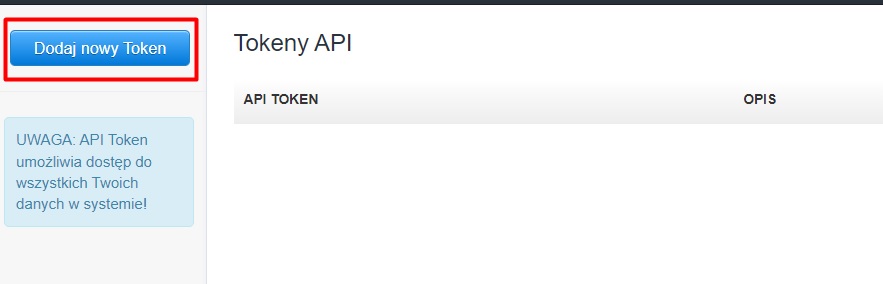 Dodaj nowy Token
Tokeny API
API TOKEN OPIS
UWAGA: API Token
umożliwia dostęp do
wszystkich Twoich
danych w systemie!